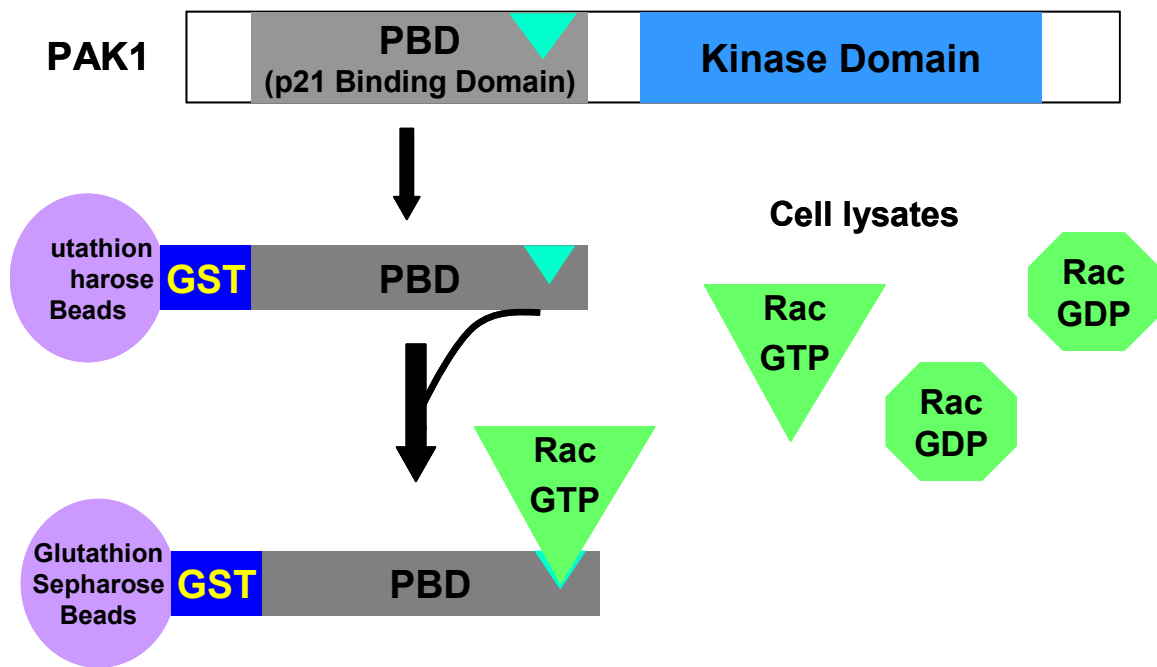 PAK1
PBD
(p21 Binding Domain)
Kinase Domain
Cell lysates
utathion
harose
Beads
GST
PBD
Rac
GTP
Rac
GDP
Rac
GDP
Rac
GTP
Glutathion
Sepharose
Beads
GST
PBD